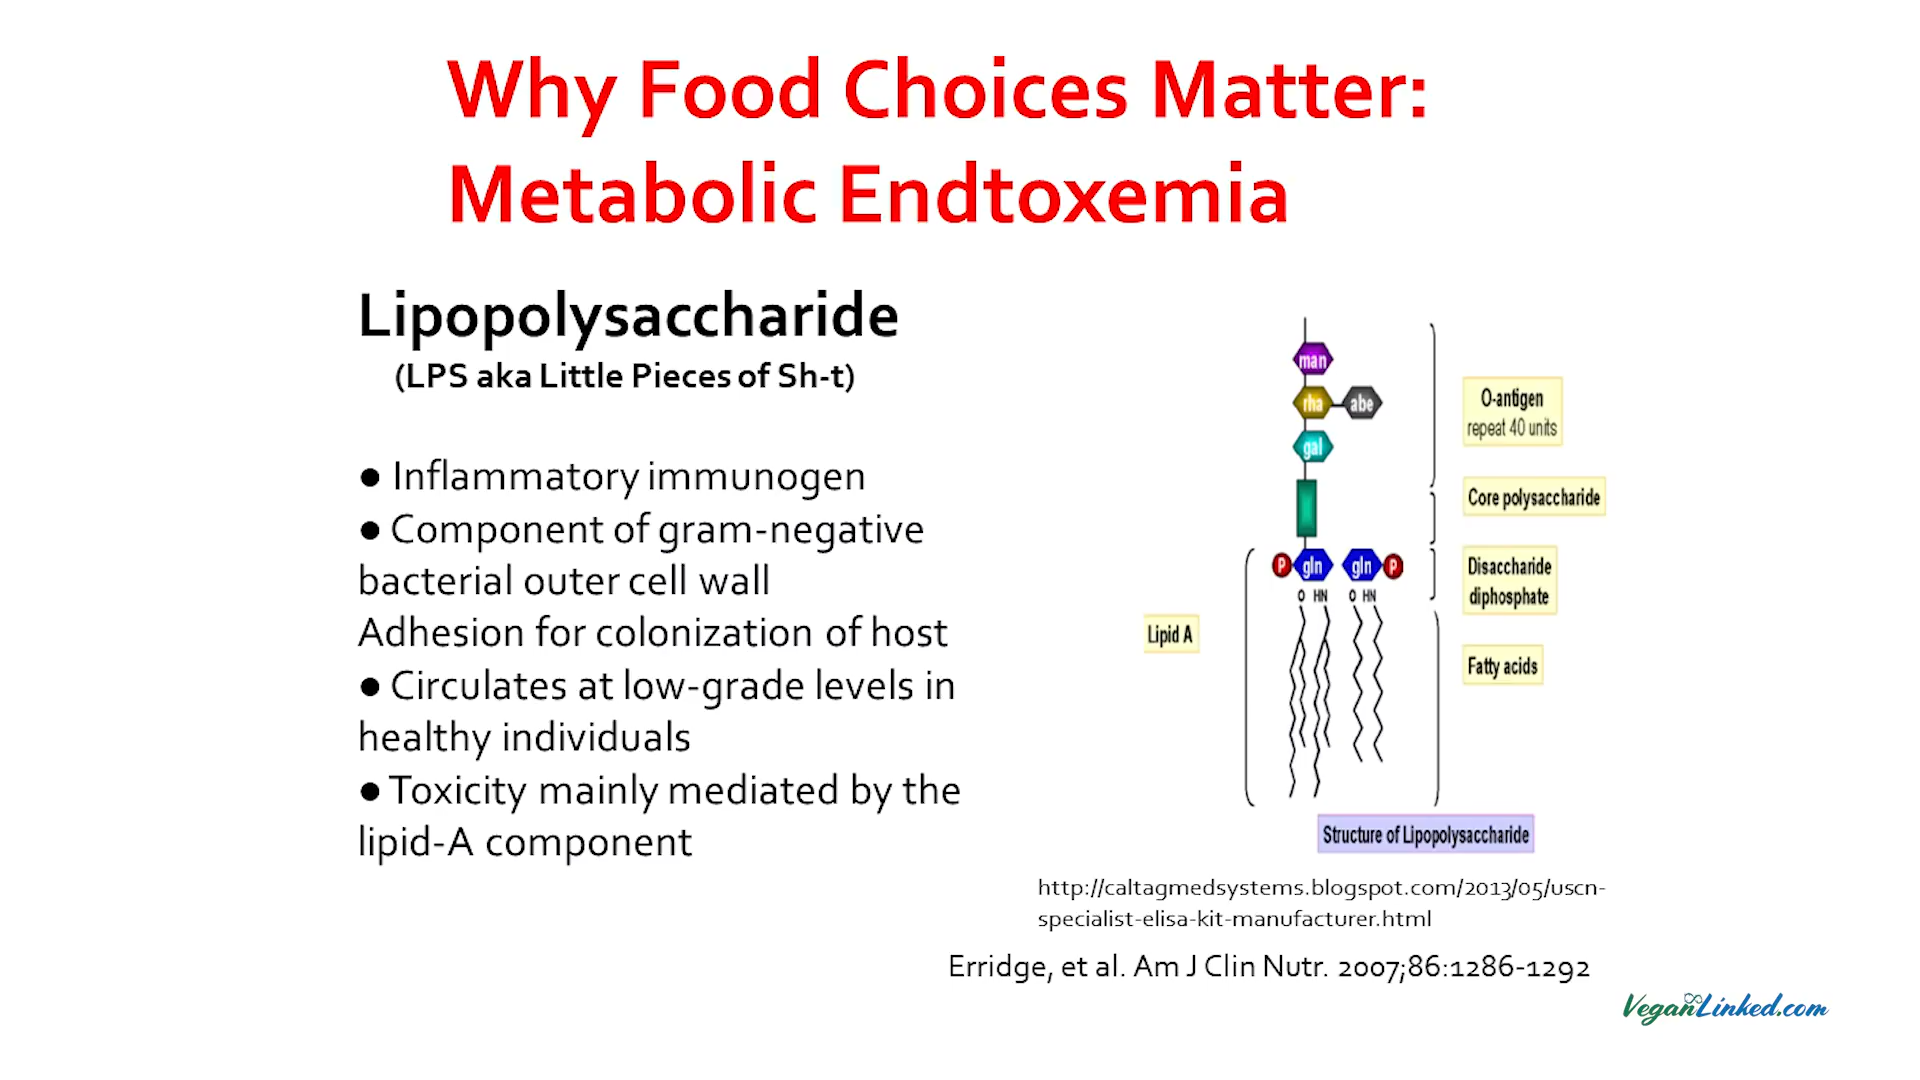 Why Food Choices Matter:
Metabolic Endtoxemia
Lipopolysaccharide
(LPS aka Little Pieces of Sh-t)
● Inflammatory immunogen
● Component of gram-negative
bacterial outer cell wall
Adhesion for colonization of host
● Circulates at low-grade levels in
healthy individuals
● Toxicity mainly mediated by the
lipid-A component
man
rha
abe
gal
P
gln
gln
P
O HN
O HN
Lipid A
O-antigen
repeat 40 units
Core polysaccharide
Disaccharide
diphosphate
Fatty acids
Structure of Lipopolysaccharide
http://caltagmedsystems.blogspot.com/2013/05/uscn-
specialist-elisa-kit-manufacturer.html
Erridge, et al. Am J Clin Nutr. 2007;86:1286-1292
VeganLinked.com